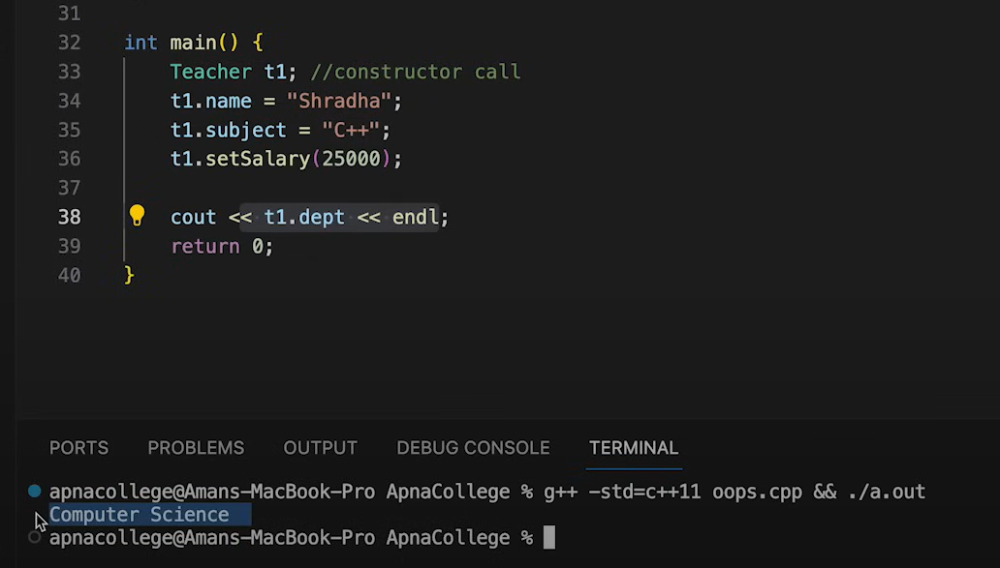 31
32 int main() {
33 Teacher t1; //constructor call
34 t1.name = "Shradha";
35 t1.subject = "C++";
36 t1.setSalary(25000);
37
38 cout << t1.dept << endl;
39 return 0;
40 }
PORTS PROBLEMS OUTPUT DEBUG CONSOLE TERMINAL
apnacollege@Amans-MacBook-Pro ApnaCollege % g++ -std=c++11 oops.cpp && ./a.out
Computer Science
apnacollege@Amans-MacBook-Pro ApnaCollege %